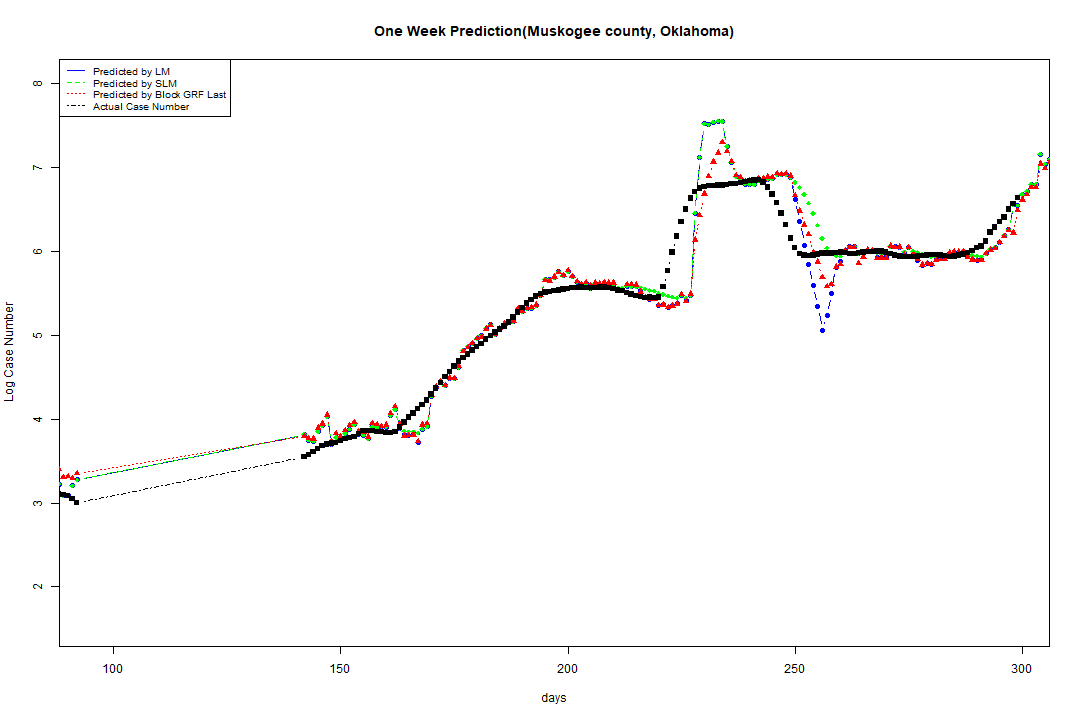 One Week Prediction(Muskogee county, Oklahoma)
Predicted by LM
Predicted by SLM
Predicted by Block GRF Last
Actual Case Number
8
7
6
5
4
3
2
Log Case Number
100 150 200 250 300
days